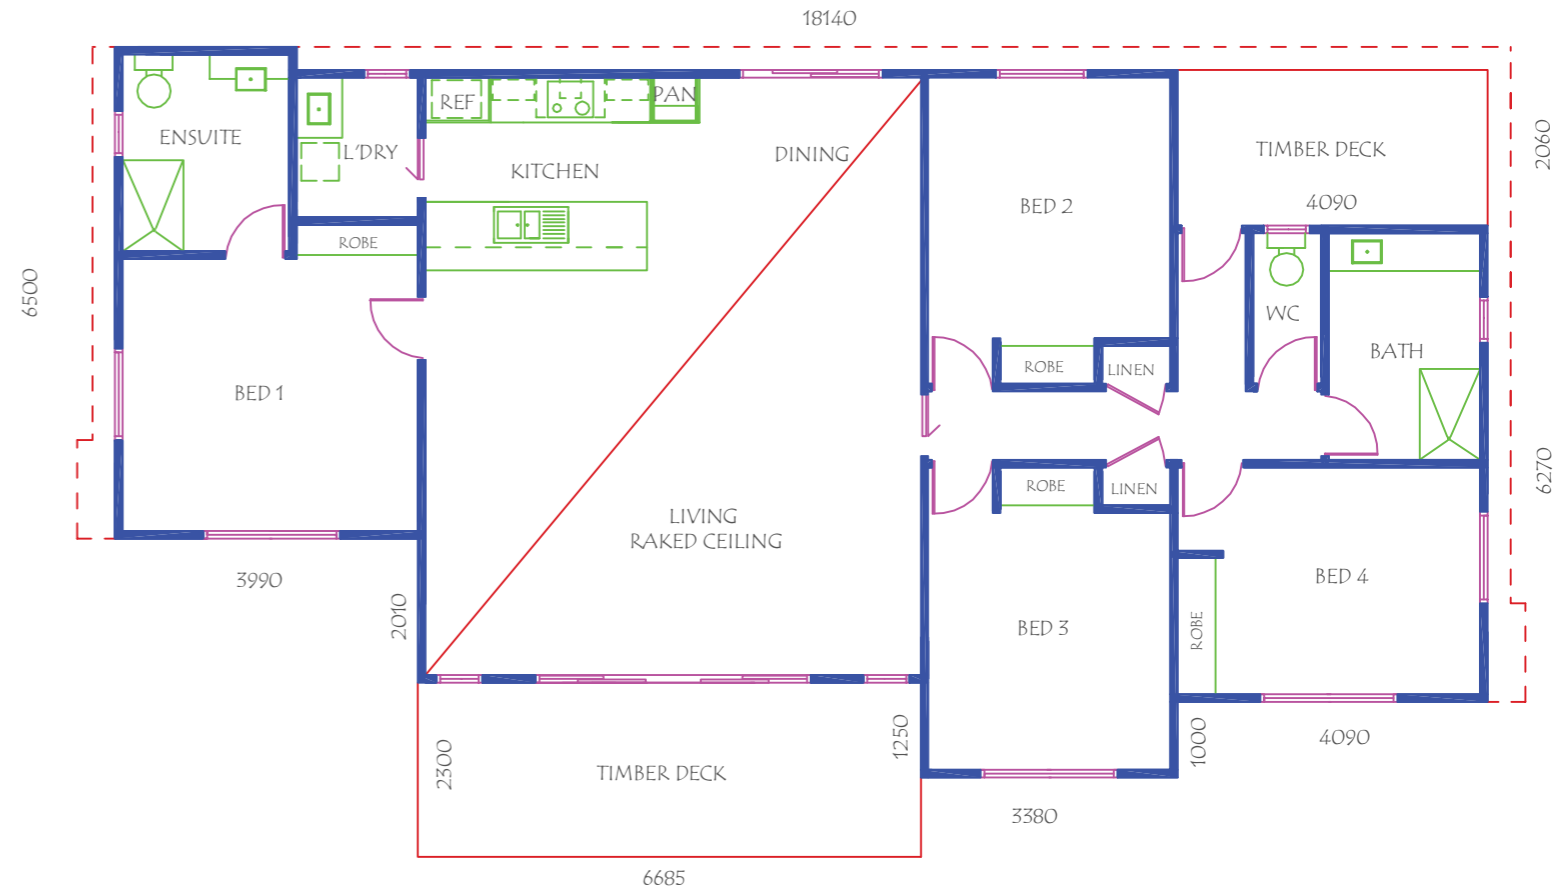 18140
REF
PAN
ENSUITE
L'DRY
KITCHEN
DINING
TIMBER DECK
2060
4090
BED 2
ROBE
6500
WC
BATH
ROBE
LINEN
BED 1
6270
ROBE
LINEN
LIVING
RAKED CEILING
BED 4
3990
2010
BED 3
ROBE
1250
1000
4090
2300
TIMBER DECK
3380
6685